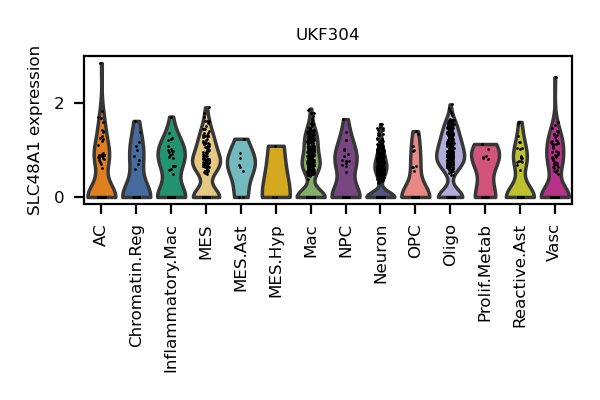 UKF304
SLC48A1 expression
2
0
AC
Chromatin.Reg
Inflammatory.Mac
MES
MES.Ast
MES.Hyp
Mac
NPC
Neuron
OPC
Oligo
Prolif.Metab
Reactive.Ast
Vasc